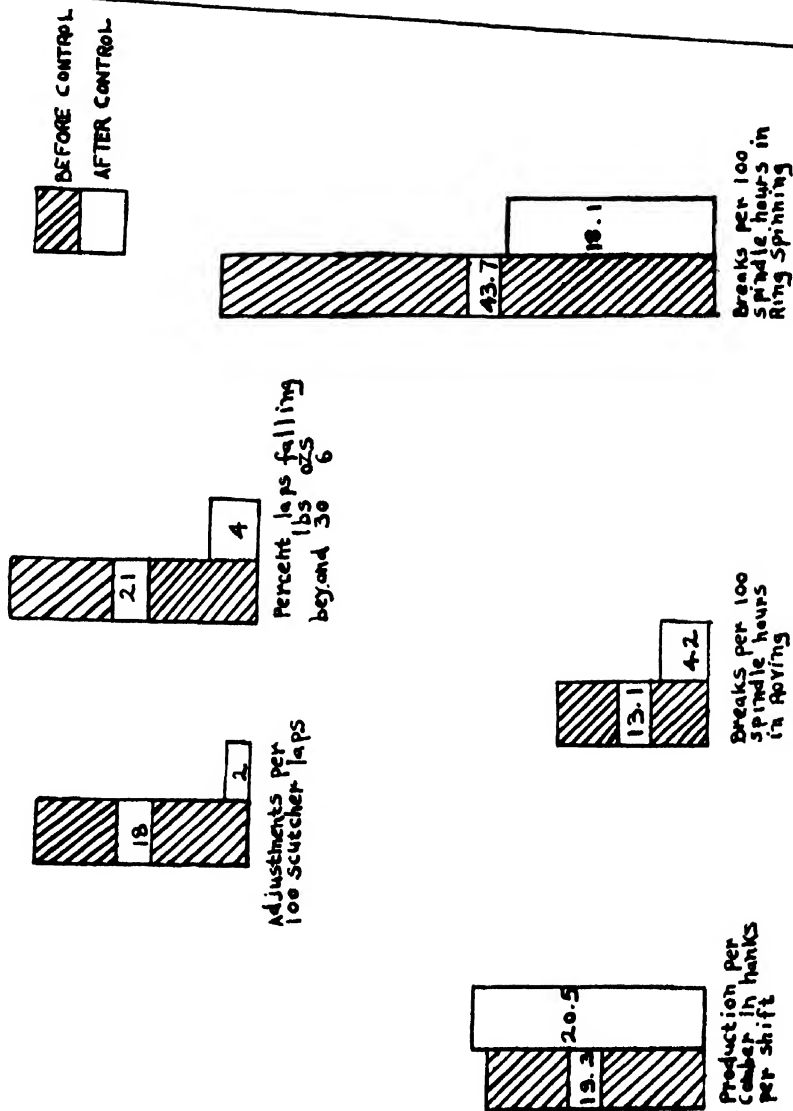 BEFORE CONTROL
AFTER CONTROL
18
2
Adjustments per
100 scutcher laps
21
4
Percent laps falling
lbs ozs
beyond 30 6
20.5
Production per
Comber in hanks
per shift
13.1
4.2
Breaks per 100
spindle hours
in Roving
43.7
18.1
Breaks per 100
spindle hours in
Ring Spinning